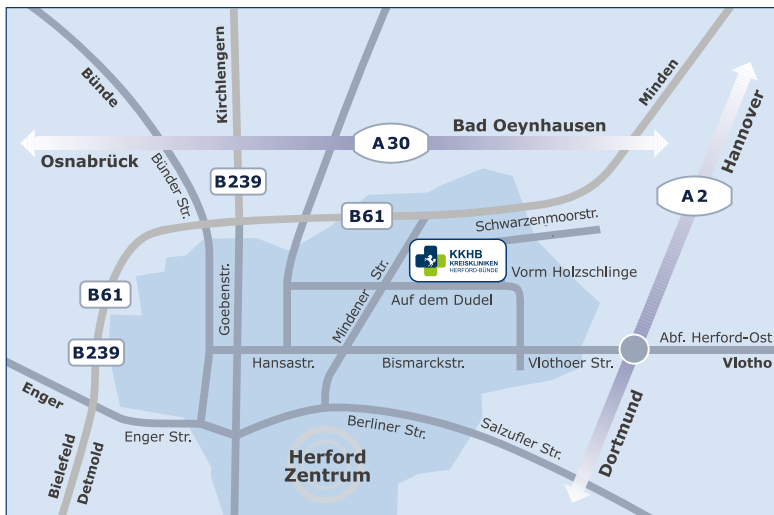 Bünde
Kirchlengern
Minden
Hannover
Bad Oeynhausen
A 30
Osnabrück
Bünder Str.
B239
A 2
B61
Schwarzenmoorstr.
KKHB
KREISKLINIKEN
HERFORD-BÜNDE
Vorm Holzschlinge
Goebenstr.
Mindener Str.
Auf dem Dudel
B61
Abf. Herford-Ost
B239
Hansastr.
Bismarckstr.
Vlothoer Str.
Vlotho
Enger
Enger Str.
Berliner Str.
Salzufler Str.
Dortmund
Bielefeld
Detmold
Herford
Zentrum